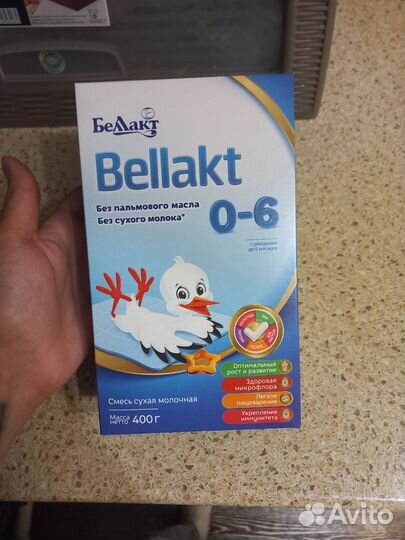 Беллакт
Bellakt
Без пальмового масла
Без сухого молока*
0-6
с рождения
до 6 месяцев
Оптимальный
рост и развитие
Здоровая
микрофлора
Легкое
пищеварение
Укрепление
иммунитета
Смесь сухая молочная
Масса
нетто 400 г
Avito